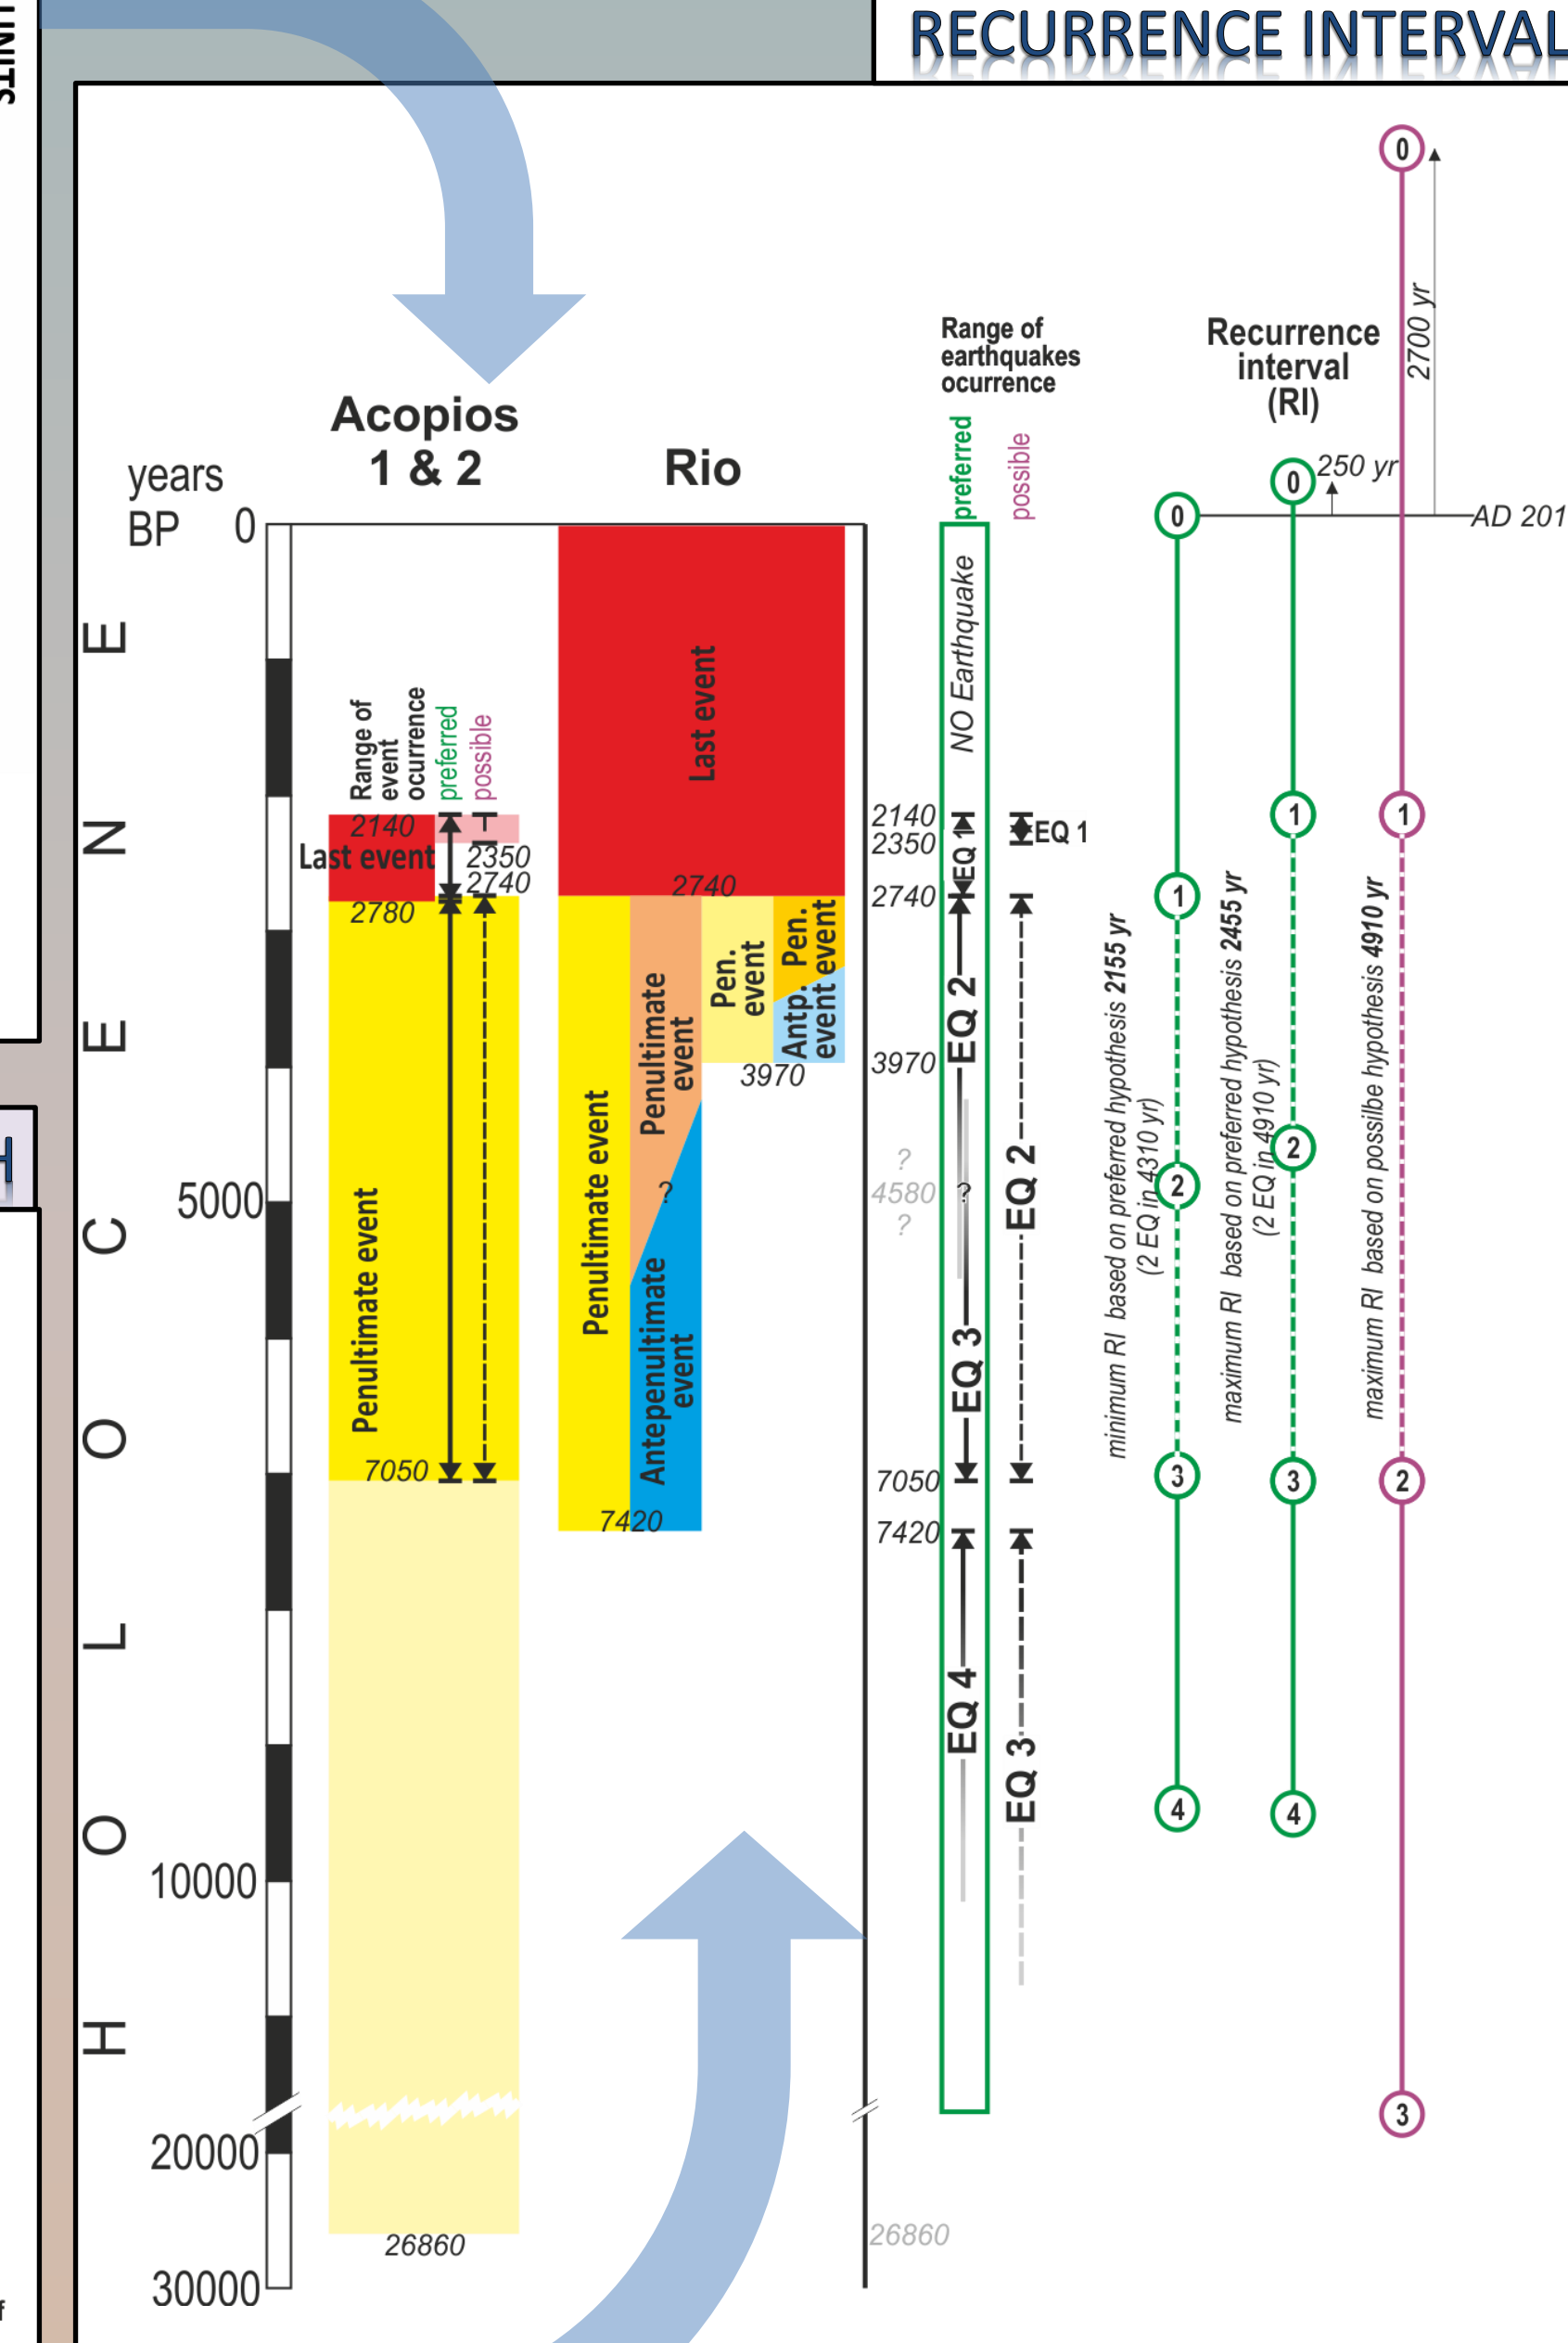 UNITS
RECURRENCE INTERVAL
H
f
years
BP
HOLOCENE
0
5000
10000
20000
30000
Acopios
1 & 2
Rio
Range of
event
ocurrence
preferred
possible
2140
Last event
2350
2740
2780
Penultimate event
7050
26860
Last event
2740
Penultimate event
Penultimate
event
?
Antepenultimate
event
7420
Pen.
event
Pen.
event
Antp.
event
3970
Range of
earthquakes
ocurrence
preferred
possible
NO Earthquake
2140
2350
2740
3970
?
4580
?
7050
7420
26860
EQ 1
EQ 2
?
EQ 3
EQ 4
EQ 1
EQ 2
EQ 3
Recurrence
interval
(RI)
250 yr
2700 yr
AD 201
minimum RI based on preferred hypothesis 2155 yr
(2 EQ in 4310 yr)
0
1
2
3
4
maximum RI based on preferred hypothesis 2455 yr
(2 EQ in 4910 yr)
0
1
2
3
4
maximum RI based on possilbe hypothesis 4910 yr
0
1
2
3